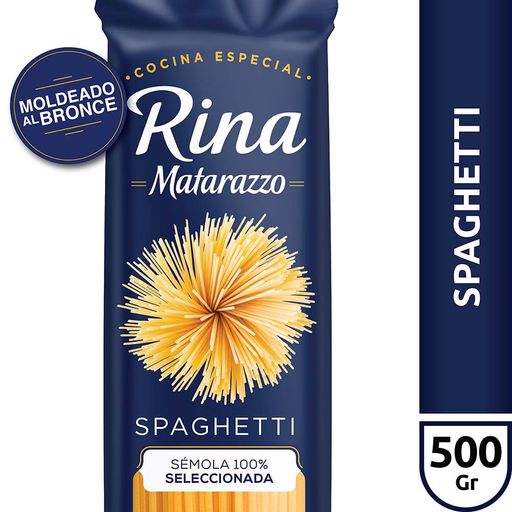 MOLDEADO
AL BRONCE
• COCINA ESPECIAL •
Rina
Matarazzo
SPAGHETTI
SÉMOLA 100%
SELECCIONADA
SPAGHETTI
500
Gr